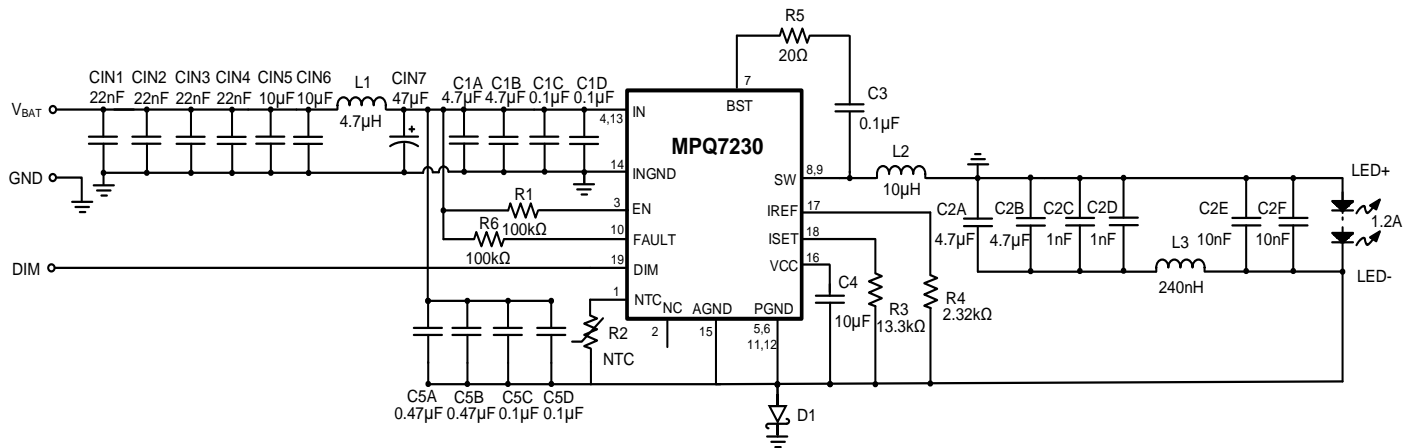 R5
20Ω
CIN1
22nF
CIN2
22nF
CIN3
22nF
CIN4
22nF
CIN5
10µF
CIN6
10µF
L1
4.7µH
CIN7
47µF
C1A
4.7µF
C1B
4.7µF
C1C
0.1µF
C1D
0.1µF
7
BST
C3
0.1µF
VBAT
+
4,13
IN
MPQ7230
14
INGND
GND
SW
8,9
L2
10µH
LED+
R1
100kΩ
3
EN
IREF
17
R6
100kΩ
10
FAULT
ISET
18
C2A
4.7µF
C2B
4.7µF
C2C
1nF
C2D
1nF
C2E
10nF
C2F
10nF
1.2A
DIM
19
DIM
VCC
16
L3
240nH
LED-
1
NTC
NC
2
AGND
15
PGND
5,6
11,12
C4
10µF
R3
13.3kΩ
R4
2.32kΩ
R2
NTC
C5A
0.47µF
C5B
0.47µF
C5C
0.1µF
C5D
0.1µF
D1